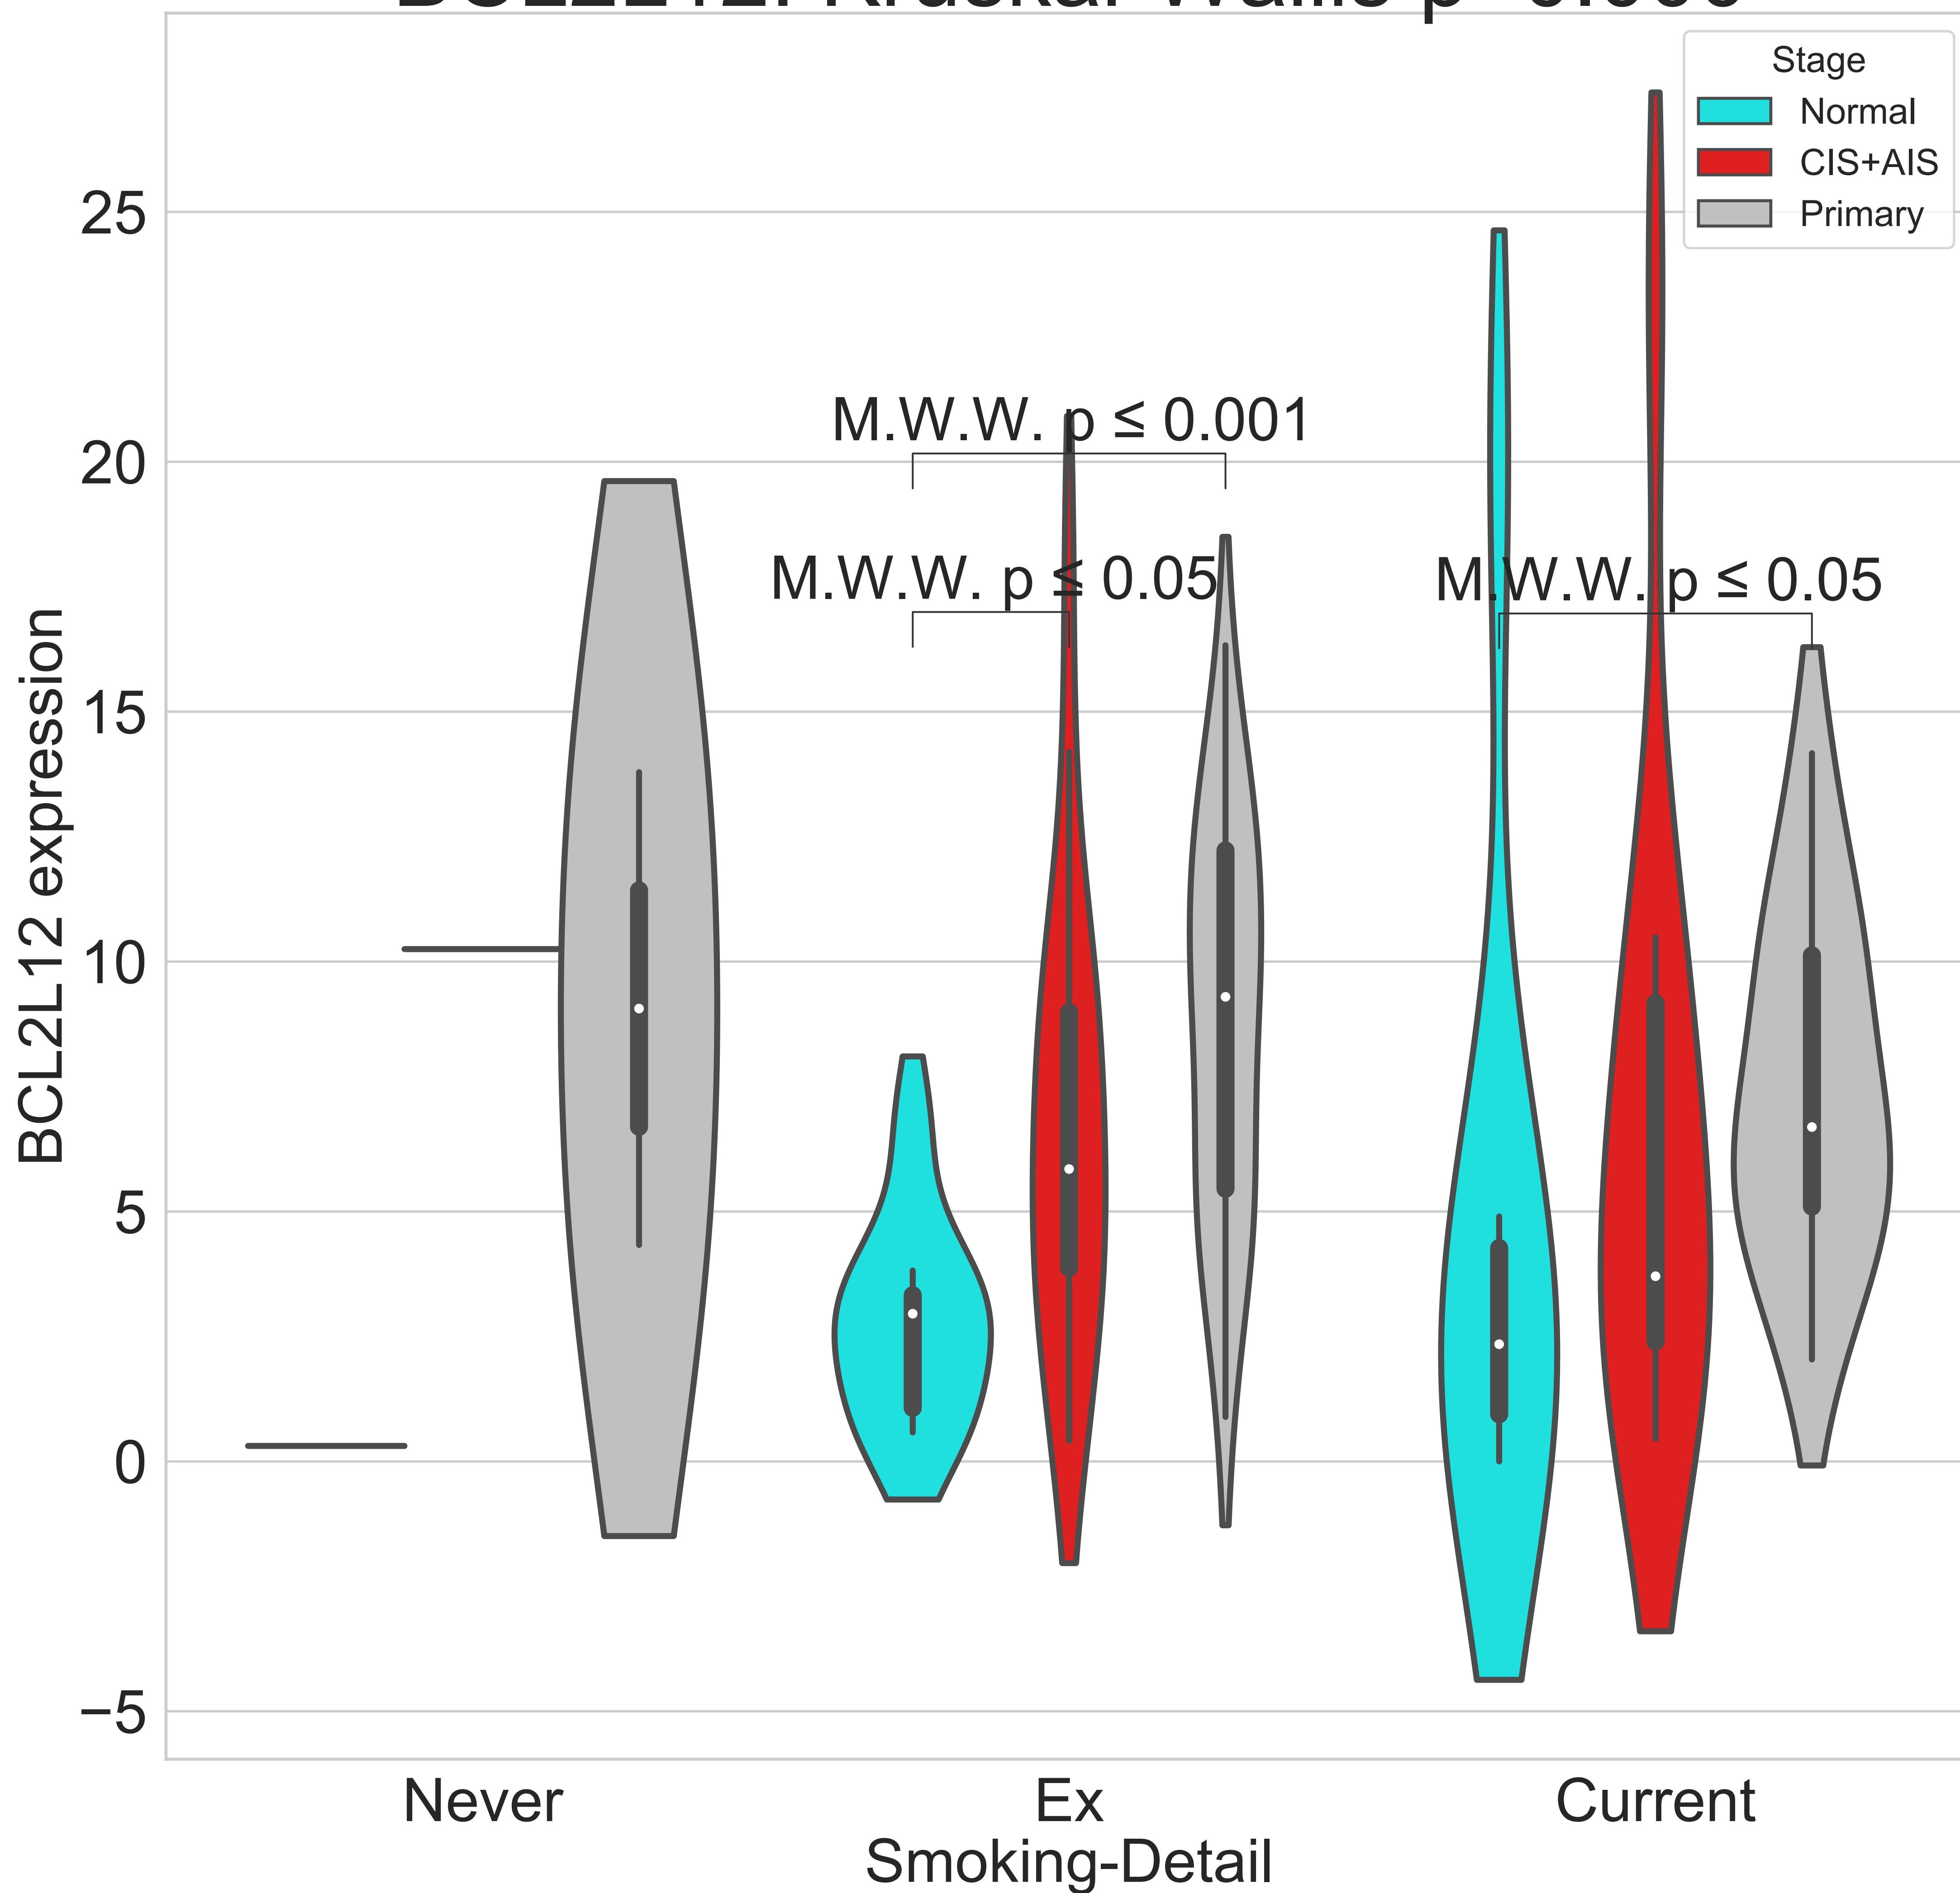 Stage
Normal
CIS+AIS
Primary
25
20
15
10
5
0
−5
BCL2L12 expression
M.W.W. p ≤ 0.001
M.W.W. p ≤ 0.05
M.W.W. p ≤ 0.05
Never
Ex
Current
Smoking-Detail